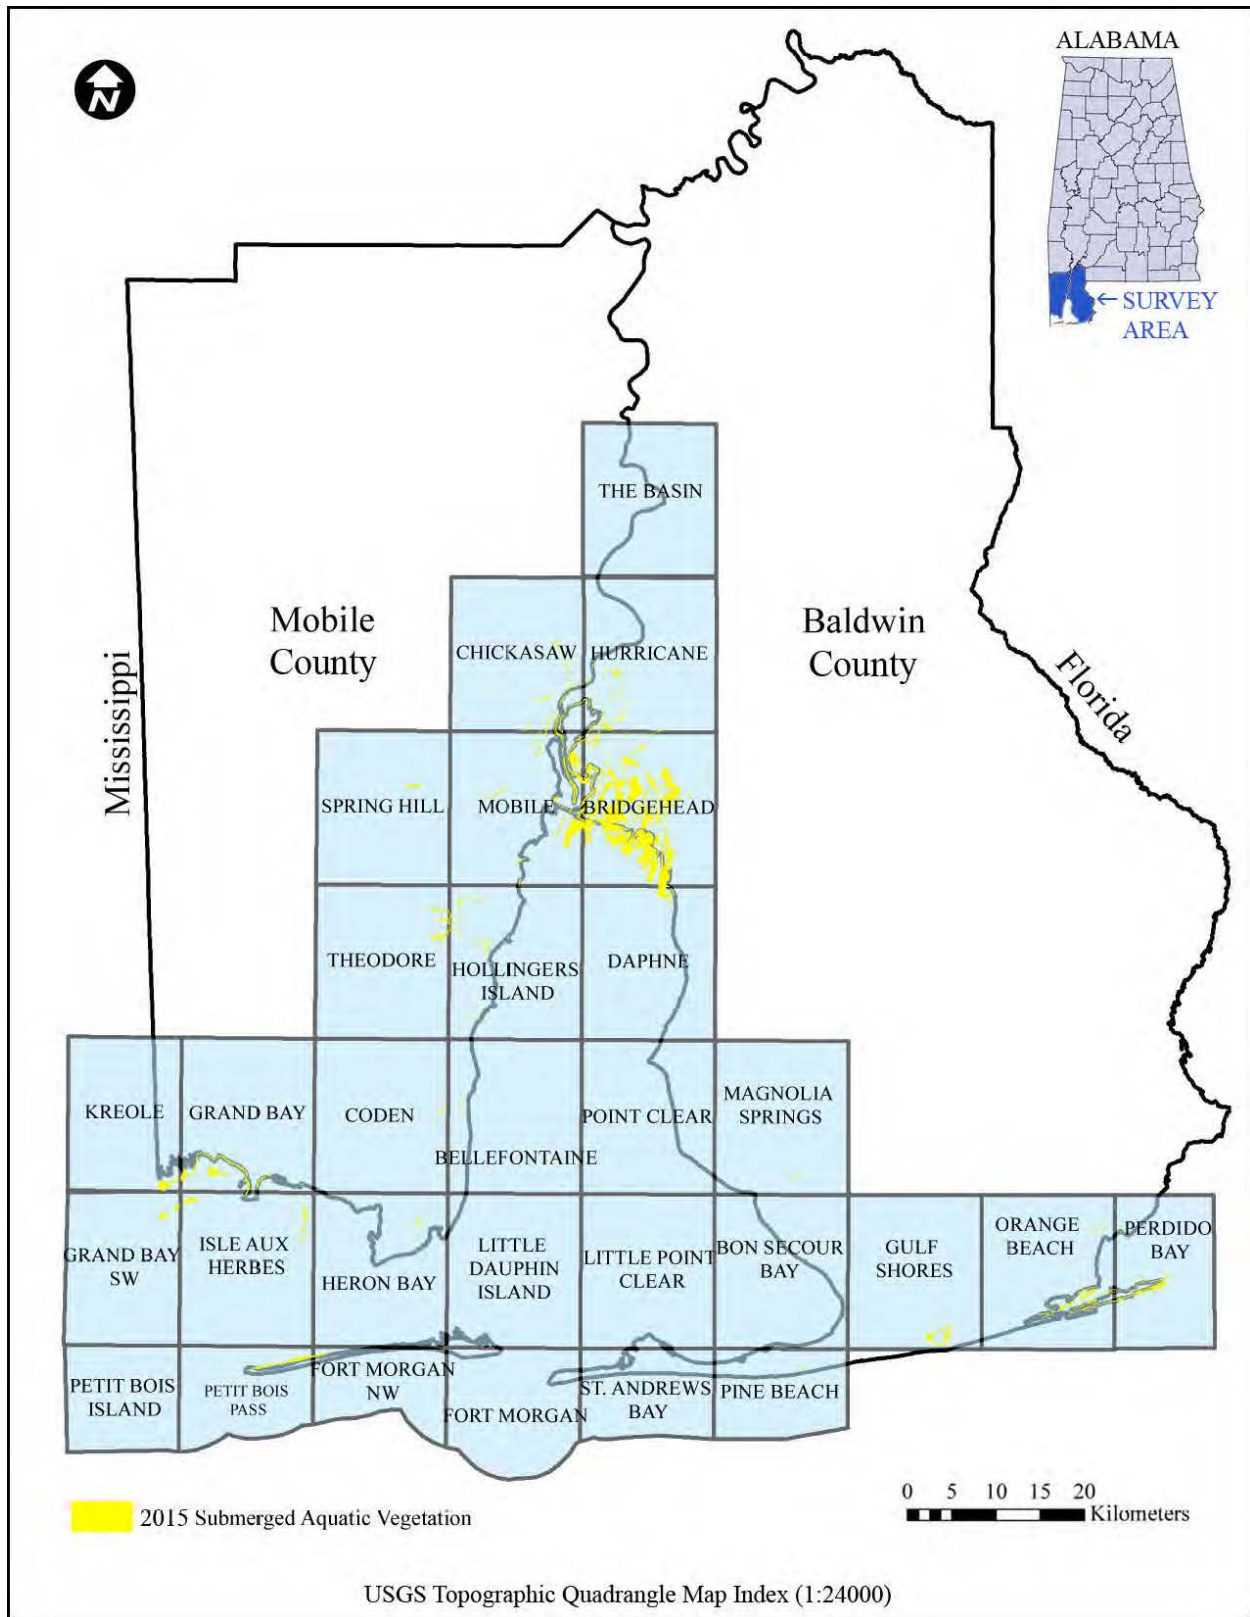 N
ALABAMA
← SURVEY
AREA
THE BASIN
Mobile
County
Baldwin
County
Mississippi
Florida
CHICKASAW
HURRICANE
SPRING HILL
MOBILE
BRIDGEHEAD
THEODORE
HOLLINGERS
ISLAND
DAPHNE
KREOLE
GRAND BAY
CODEN
BELLEFONTAINE
POINT CLEAR
MAGNOLIA
SPRINGS
GRAND BAY
SW
ISLE AUX
HERBES
HERON BAY
LITTLE
DAUPHIN
ISLAND
LITTLE POINT
CLEAR
BON SECOUR
BAY
GULF
SHORES
ORANGE
BEACH
PERDIDO
BAY
PETIT BOIS
ISLAND
PETIT BOIS
PASS
FORT MORGAN
NW
FORT MORGAN
ST. ANDREWS
BAY
PINE BEACH
2015 Submerged Aquatic Vegetation
0 5 10 15 20
Kilometers
USGS Topographic Quadrangle Map Index (1:24000)